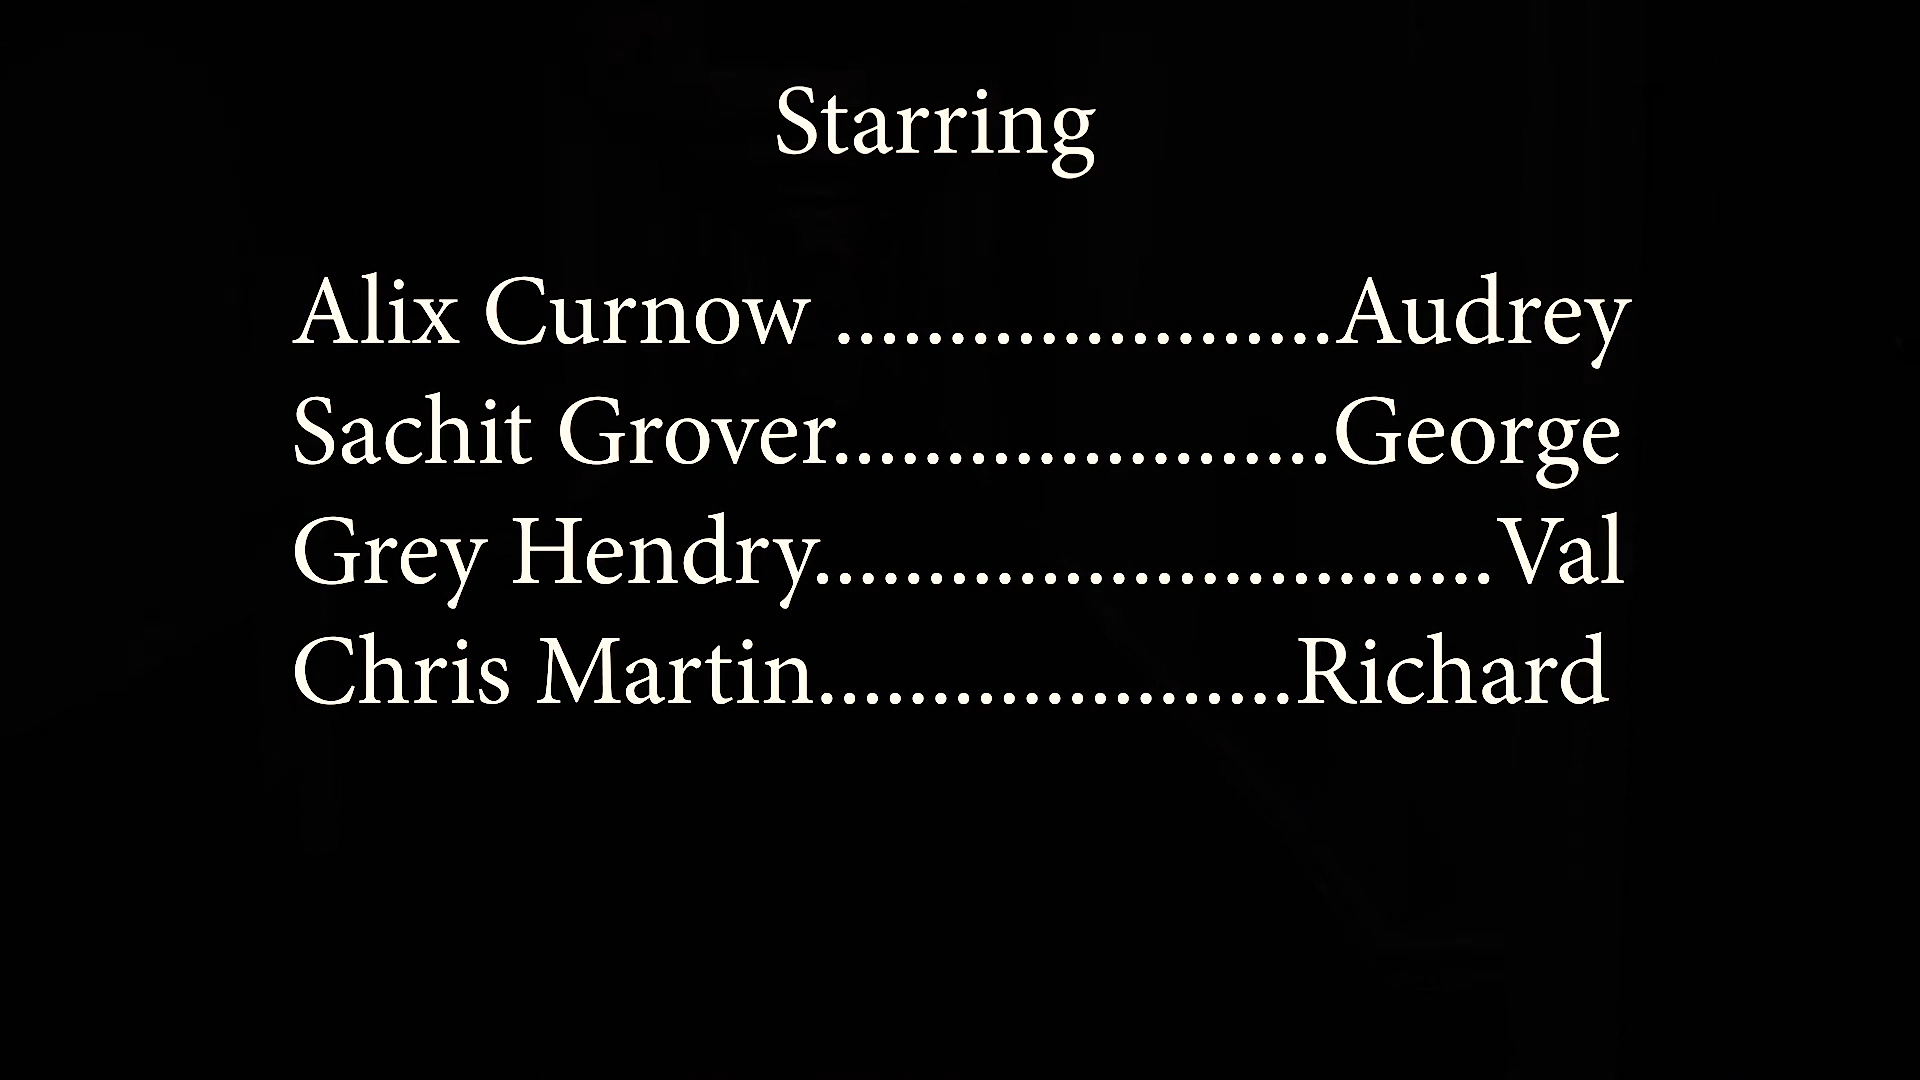 Starring
Alix Curnow ......................Audrey
Sachit Grover......................George
Grey Hendry..............................Val
Chris Martin.....................Richard